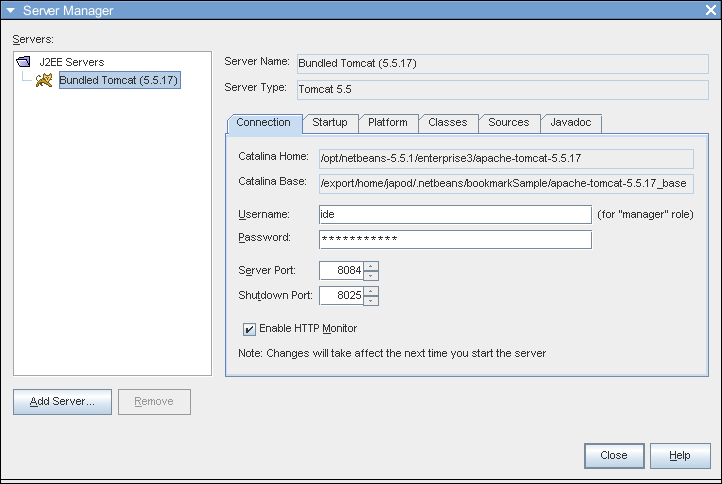 Server Manager
Servers:
J2EE Servers
Bundled Tomcat (5.5.17)
Server Name: Bundled Tomcat (5.5.17)
Server Type: Tomcat 5.5
Connection Startup Platform Classes Sources Javadoc
Catalina Home: /opt/netbeans-5.5.1/enterprise3/apache-tomcat-5.5.17
Catalina Base: /export/home/japod/.netbeans/bookmarkSample/apache-tomcat-5.5.17_base
Username: ide (for "manager" role)
Password: ***********
Server Port: 8084
Shutdown Port: 8025
Enable HTTP Monitor
Note: Changes will take affect the next time you start the server
Add Server... Remove
Close Help